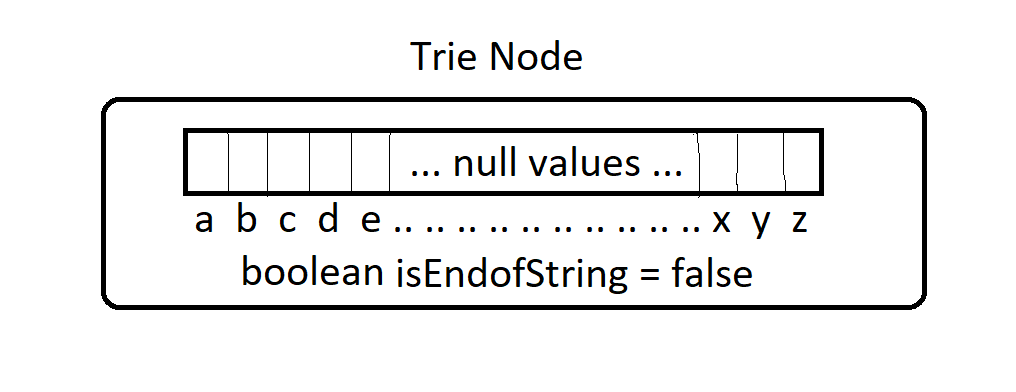 Trie Node
... null values ...
a b c d e .. .. .. .. .. .. .. .. .. .. x y z
boolean isEndofString = false